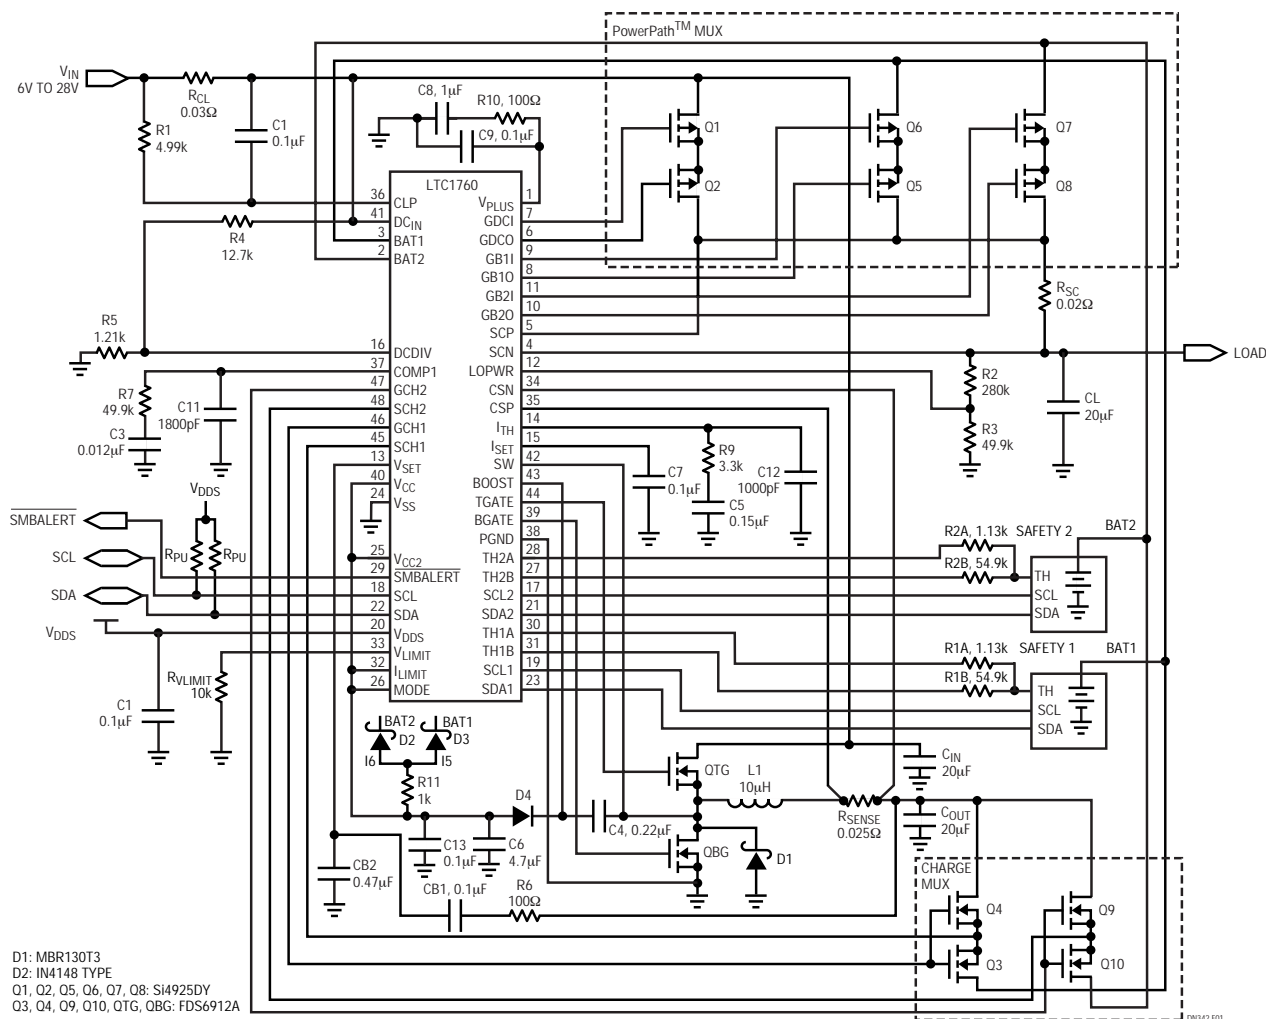 PowerPath™ MUX
V_IN
6V TO 28V
R_CL
0.03Ω
R1
4.99k
C1
0.1µF
C8, 1µF
R10, 100Ω
C9, 0.1µF
Q1
Q2
Q6
Q5
Q7
Q8
LTC1760
36
CLP
41
DC_IN
3
BAT1
2
BAT2
16
DCDIV
37
COMP1
47
GCH2
48
SCH2
46
GCH1
45
SCH1
13
V_SET
40
V_CC
24
V_SS
25
V_CC2
29
SMBALERT
18
SCL
22
SDA
20
V_DDS
33
V_LIMIT
32
I_LIMIT
26
MODE
V_PLUS
1
GDCI
7
GDCO
6
GB1I
9
GB1O
8
GB2I
11
GB2O
10
SCP
5
SCN
4
LOPWR
12
CSN
34
CSP
35
I_TH
14
I_SET
15
SW
42
BOOST
43
TGATE
44
BGATE
39
PGND
38
TH2A
28
TH2B
27
SCL2
17
SDA2
21
TH1A
30
TH1B
31
SCL1
19
SDA1
23
R4
12.7k
R5
1.21k
R7
49.9k
C11
1800pF
C3
0.012µF
V_DDS
SMBALERT
SCL
SDA
R_PU
R_PU
V_DDS
R_VLIMIT
10k
C1
0.1µF
R_SC
0.02Ω
LOAD
R2
280k
R3
49.9k
CL
20µF
C7
0.1µF
R9
3.3k
C5
0.15µF
C12
1000pF
R2A, 1.13k
SAFETY 2
BAT2
R2B, 54.9k
TH
SCL
SDA
R1A, 1.13k
SAFETY 1
BAT1
R1B, 54.9k
TH
SCL
SDA
BAT2
D2
I6
BAT1
D3
I5
R11
1k
D4
C4, 0.22µF
C13
0.1µF
C6
4.7µF
CB2
0.47µF
CB1, 0.1µF
R6
100Ω
QTG
QBG
L1
10µH
D1
R_SENSE
0.025Ω
C_IN
20µF
C_OUT
20µF
CHARGE
MUX
Q4
Q3
Q9
Q10
D1: MBR130T3
D2: IN4148 TYPE
Q1, Q2, Q5, Q6, Q7, Q8: Si4925DY
Q3, Q4, Q9, Q10, QTG, QBG: FDS6912A
DN342 F01